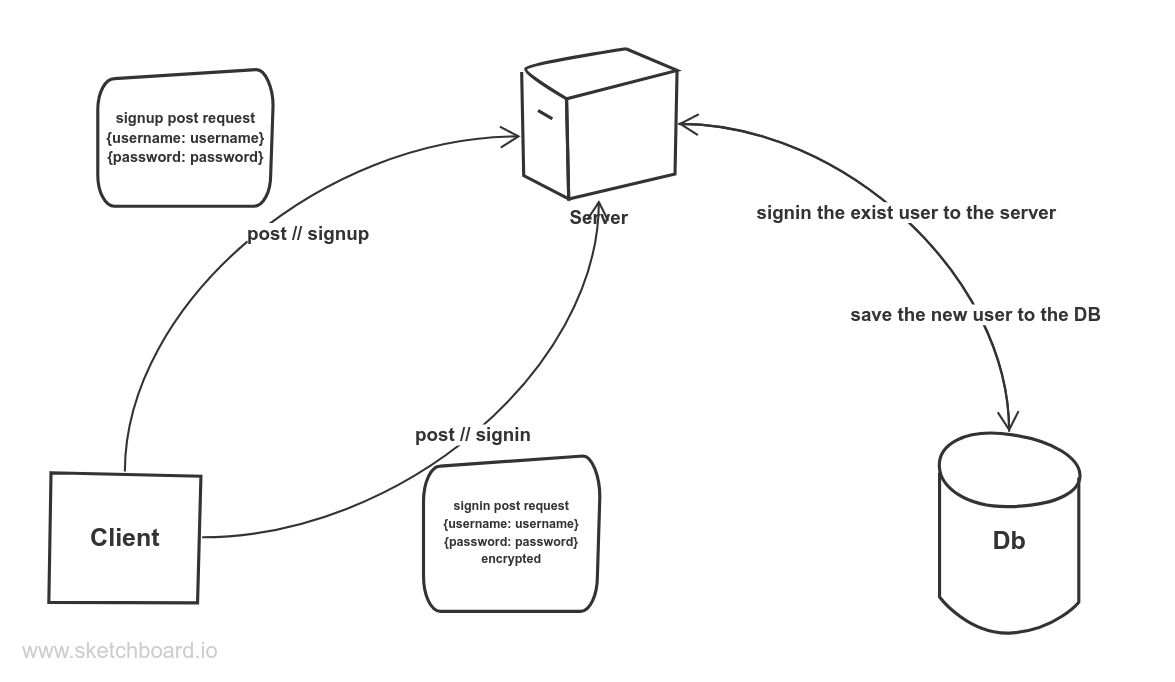 signup post request
{username: username}
{password: password}
post // signup
Server
signin the exist user to the server
save the new user to the DB
post // signin
signin post request
{username: username}
{password: password}
encrypted
Client
Db
www.sketchboard.io